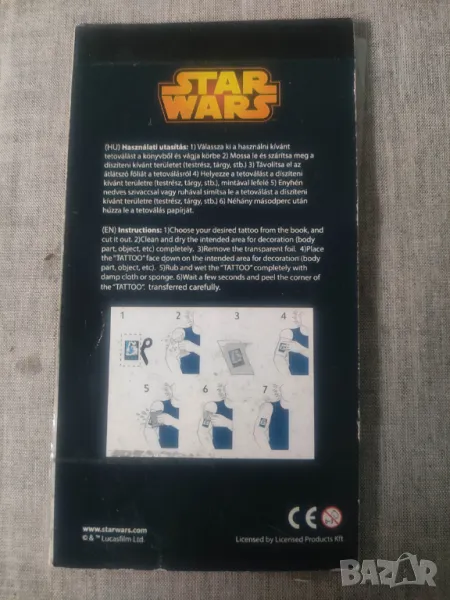 STAR
WARS
(HU) Használati utasítás: 1) Válassza ki a használni kívánt
tetoválást a könyvből és vágja körbe 2) Mossa le és szárítsa meg a
díszíteni kívánt területet (testrész, tárgy, stb.) 3) Távolítsa el az
átlátszó fóliát a tetoválásról 4) Helyezze a tetoválást a díszíteni
kívánt területre (testrész, tárgy, stb.), mintával lefelé 5) Enyhén
nedves szivaccsal vagy ruhával simítsa le a tetoválást a díszíteni
kívánt területre (testrész, tárgy, stb.) 6) Néhány másodperc után
húzza le a tetoválás papírját.
(EN) Instructions: 1)Choose your desired tattoo from the book, and
cut it out. 2)Clean and dry the intended area for decoration (body
part, object, etc) completely. 3)Remove the transparent foil. 4)Place
the "TATTOO" face down on the intended area for decoration (body
part, object, etc). 5)Rub and wet the "TATTOO" completely with
damp cloth or sponge. 6)Wait a few seconds and peel the corner of
the "TATTOO". transferred carefully.
1 2 3 4
5 6 7
www.starwars.com
© & ™ Lucasfilm Ltd.
CE 0-3
Licensed by Licensed Products Kft
BAZAR